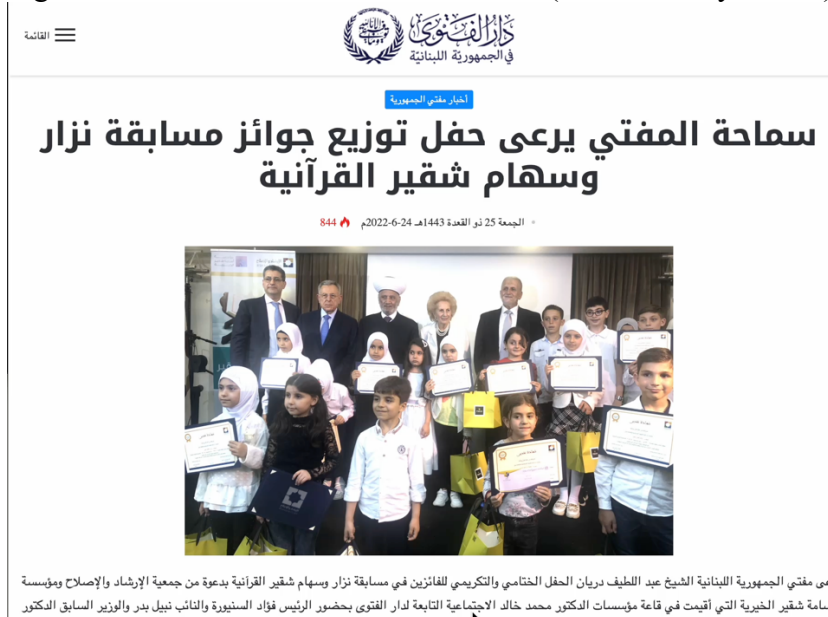 القائمة
دار الفتوى
في الجمهورية اللبنانية
أخبار مفتي الجمهورية
سماحة المفتي يرعى حفل توزيع جوائز مسابقة نزار
وسهام شقير القرآنية
الجمعة 25 ذو القعدة 1443هـ 24-6-2022م 844
مفتي الجمهورية اللبنانية الشيخ عبد اللطيف دريان الحفل الختامي والتكريمي للفائزين في مسابقة نزار وسهام شقير القرآنية بدعوة من جمعية الإرشاد والإصلاح ومؤسسة
شقير الخيرية التي أقيمت في قاعة مؤسسات الدكتور محمد خالد الاجتماعية التابعة لدار الفتوى بحضور الرئيس فؤاد السنيورة والنائب نبيل بدر والوزير السابق الدكتور